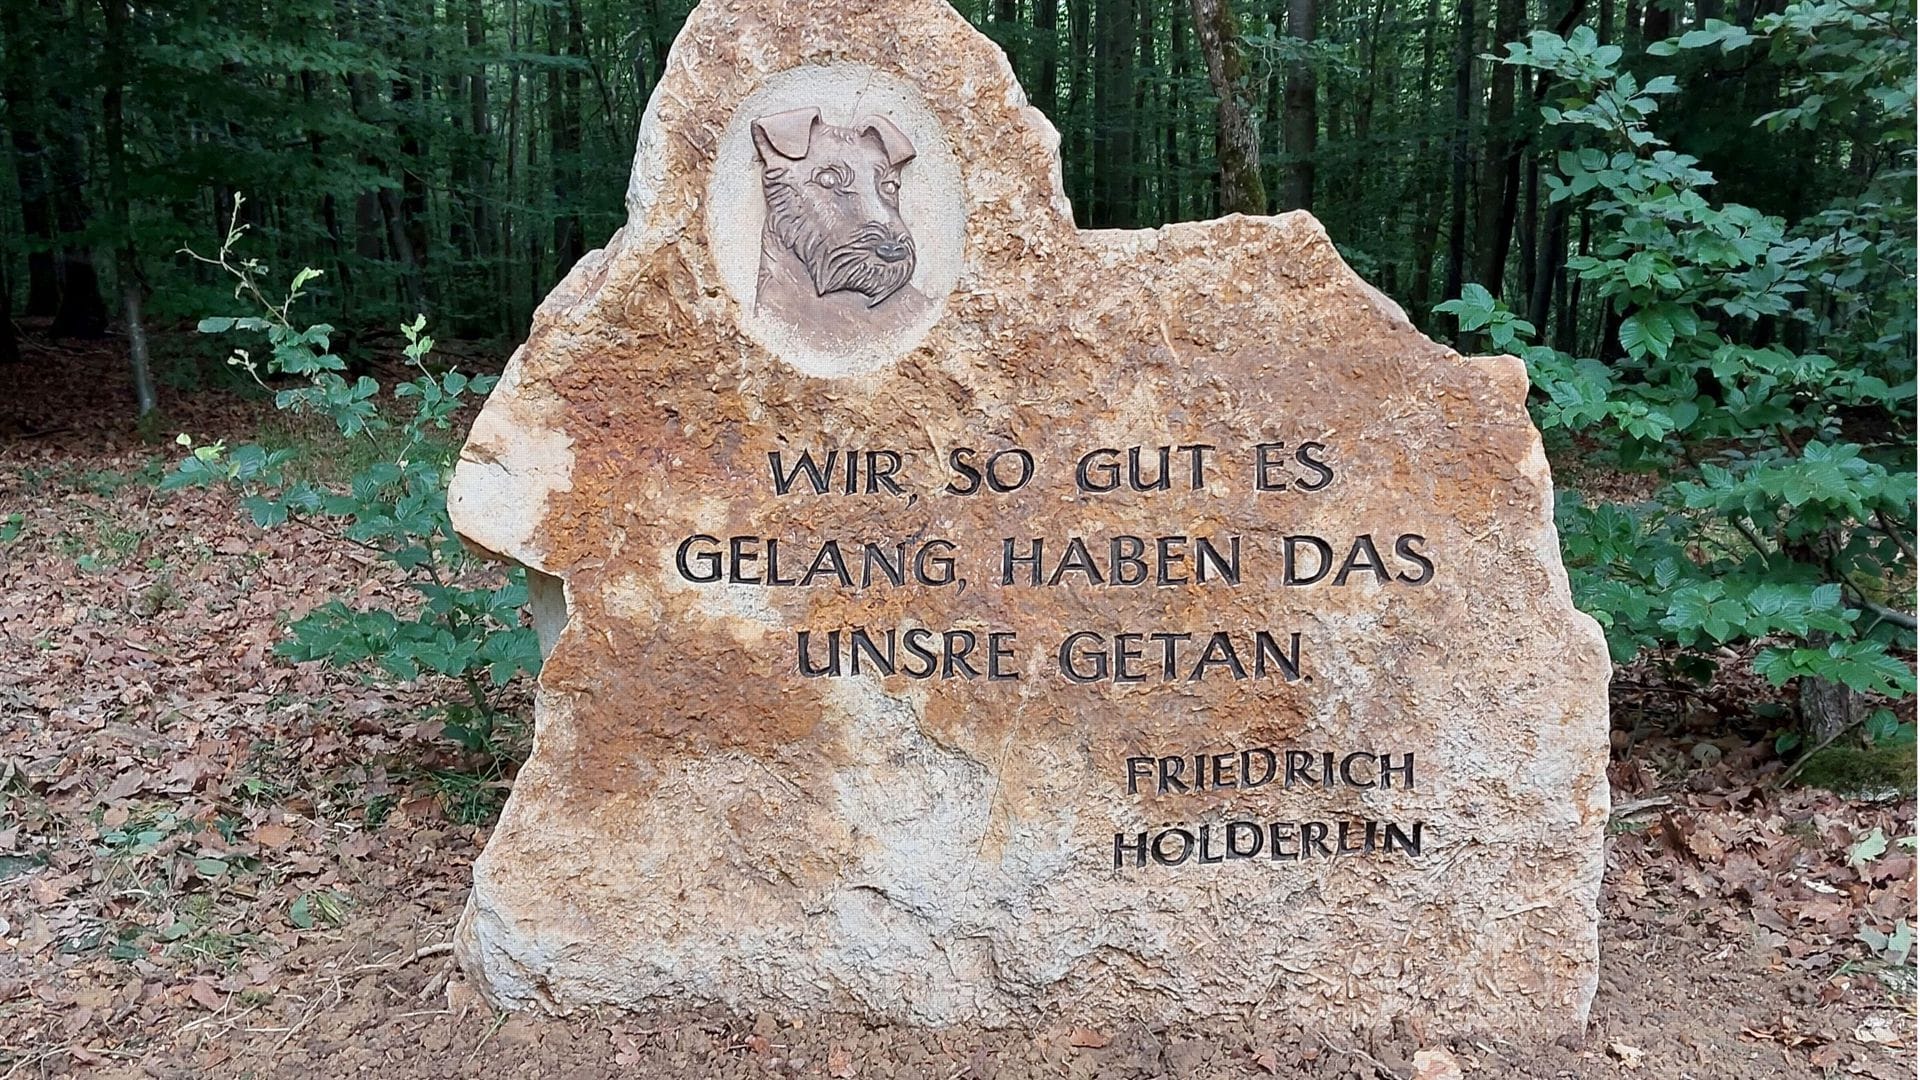 WIR, SO GUT ES
GELANG, HABEN DAS
UNSRE GETAN.
FRIEDRICH
HÖLDERLIN